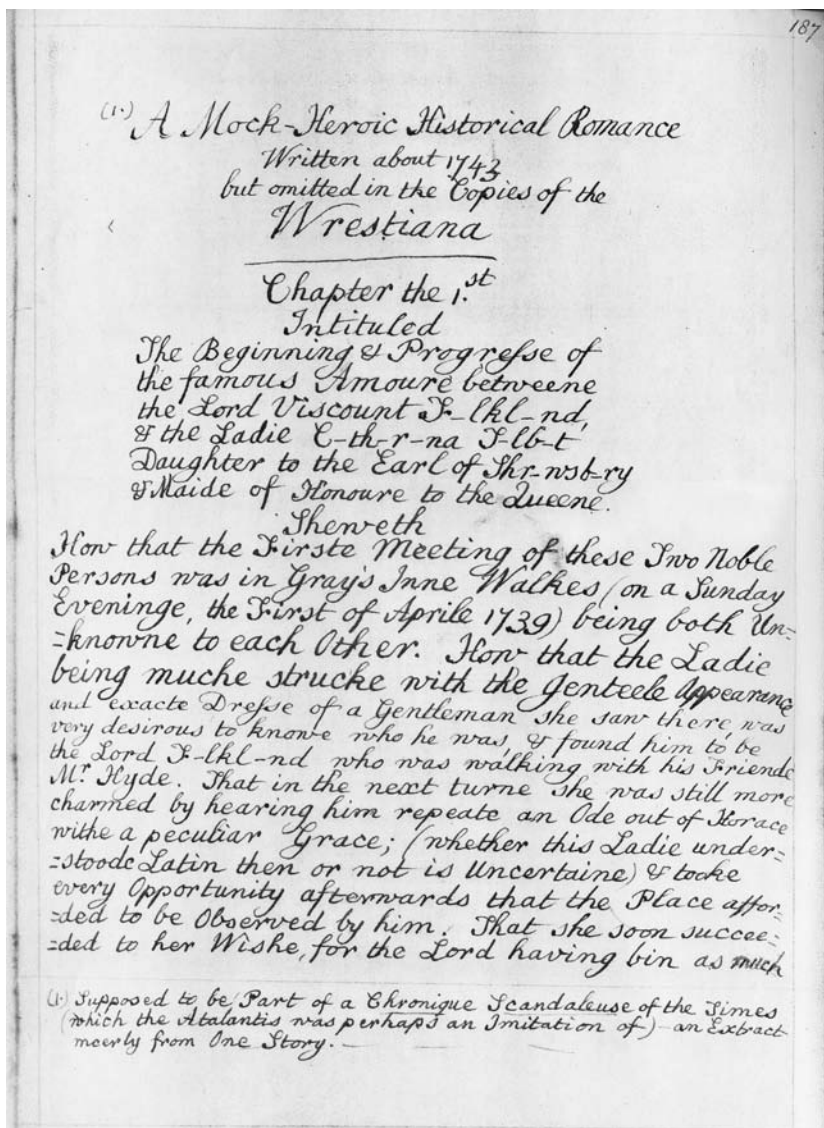 187
(1.) A Mock-Heroic Historical Romance
Written about 1743
but omitted in the Copies of the
Wrestiana
Chapter the 1.st
Intituled
The Beginning & Progresse of
the famous Amoure betweene
the Lord Viscount F-lkl-nd,
& the Ladie C-th-r-na T-lb-t
Daughter to the Earl of Shr-wsb-ry
& Maide of Honoure to the Queene.
Sheweth
How that the Firste Meeting of these Two Noble
Persons was in Gray's Inne Walkes (on a Sunday
Eveninge, the First of Aprile 1739) being both Un=
=knowne to each Other. How that the Ladie
being muche strucke with the Genteele Appearance
and exacte Dresse of a Gentleman she saw there, was
very desirous to knowe who he was, & found him to be
the Lord F-lkl-nd who was walking with his Friende
Mr. Hyde. That in the next turne she was still more
charmed by hearing him repeate an Ode out of Horace
withe a peculiar Grace; (whether this Ladie under=
=stoode Latin then or not is Uncertaine) & tooke
every Opportunity afterwards that the Place affor=
=ded to be Observed by him. That she soon succee=
=ded to her Wishe, for the Lord having bin as much
(1.) Supposed to be Part of a Chronique Scandaleuse of the Times
(which the Atalantis was perhaps an Imitation of) - an Extract
meerly from One Story. -